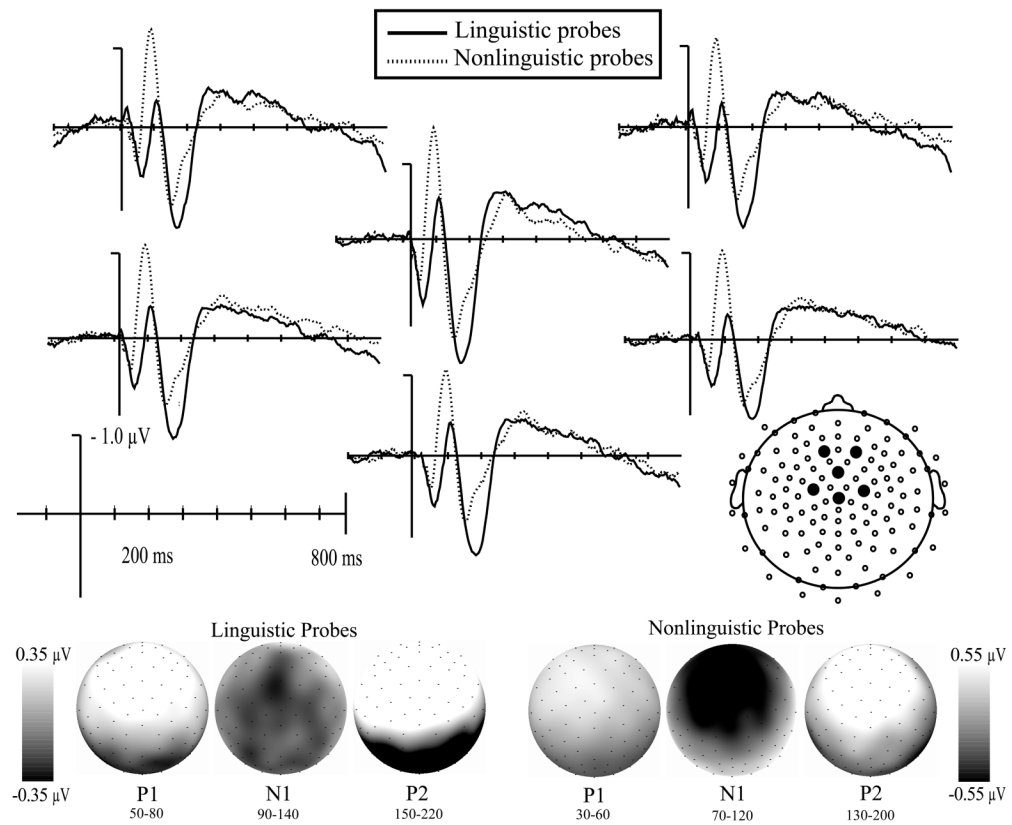 Linguistic probes
Nonlinguistic probes
- 1.0 µV
200 ms
800 ms
Linguistic Probes
Nonlinguistic Probes
0.35 µV
-0.35 µV
0.55 µV
-0.55 µV
P1
N1
P2
P1
N1
P2
50-80
90-140
150-220
30-60
70-120
130-200